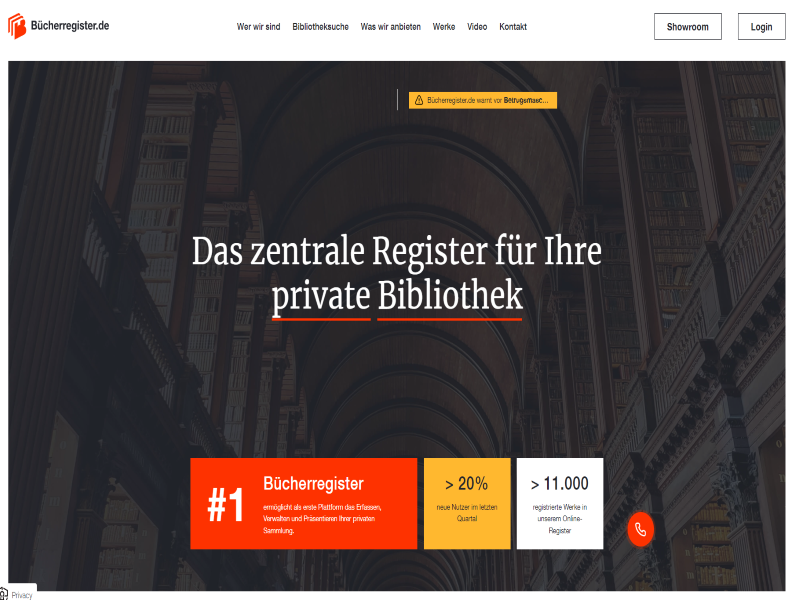 Bücherregister.de
Wer wir sind
Bibliotheksuche
Was wir anbieten
Werke
Video
Kontakt
Showroom
Login
Bücherregister.de warnt vor Betrugsmasc...
Das zentrale Register für Ihre
private Bibliothek
#1
Bücherregister
ermöglicht als erste Plattform das Erfassen,
Verwalten und Präsentieren Ihrer privaten
Sammlung.
> 20%
neue Nutzer im letzten
Quartal
> 11.000
registrierte Werke in
unserem Online-
Register
Privacy